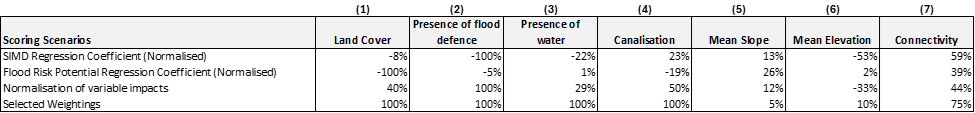 (1) (2) (3) (4) (5) (6) (7)
Scoring Scenarios Land Cover Presence of flood defence Presence of water Canalisation Mean Slope Mean Elevation Connectivity
SIMD Regression Coefficient (Normalised) -8% -100% -22% 23% 13% -53% 59%
Flood Risk Potential Regression Coefficient (Normalised) -100% -5% 1% -19% 26% 2% 39%
Normalisation of variable impacts 40% 100% 29% 50% 12% -33% 44%
Selected Weightings 100% 100% 100% 100% 5% 10% 75%